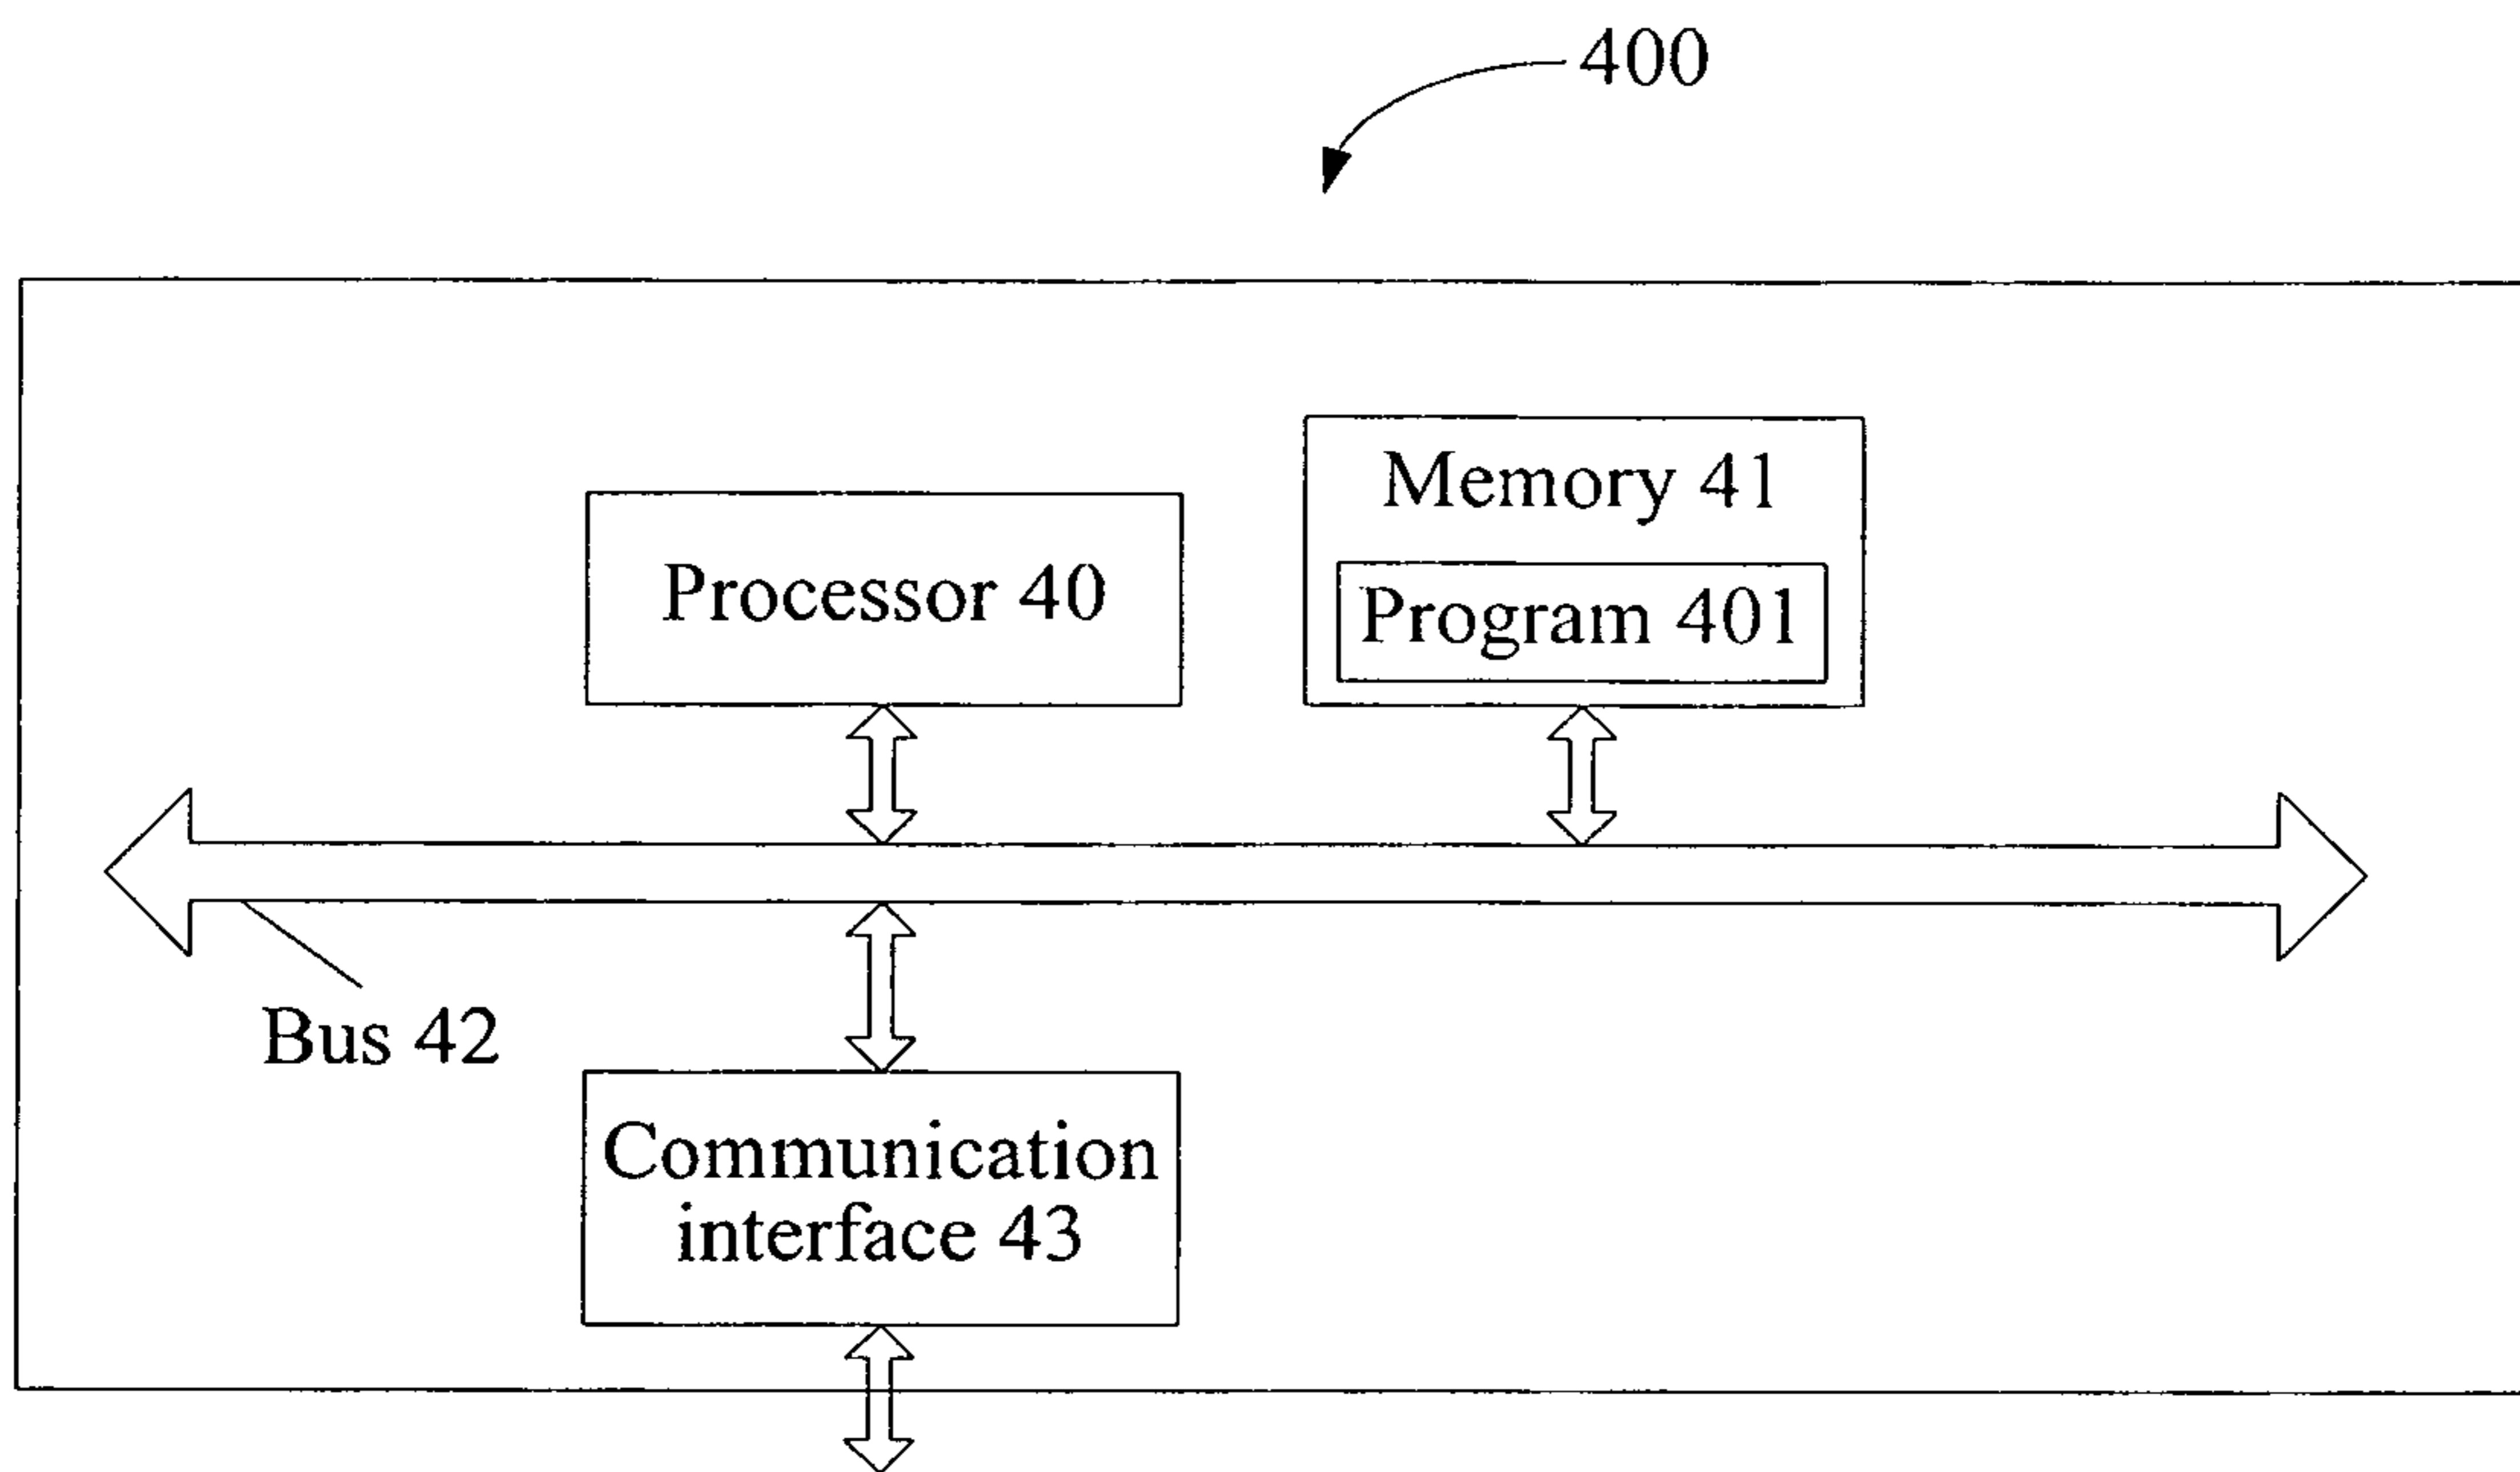 400
Memory 41
Processor 40
Program 401
Bus 42
Communication
interface 43